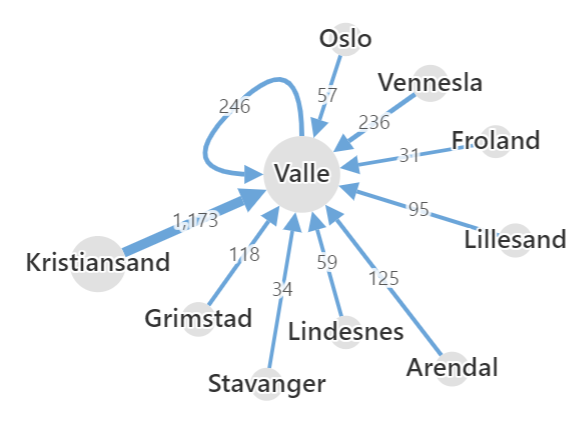 Oslo
Vennesla
57
246
236
Froland
31
Valle
95
1,173
Lillesand
Kristiansand
118
59
125
34
Grimstad
Lindesnes
Arendal
Stavanger